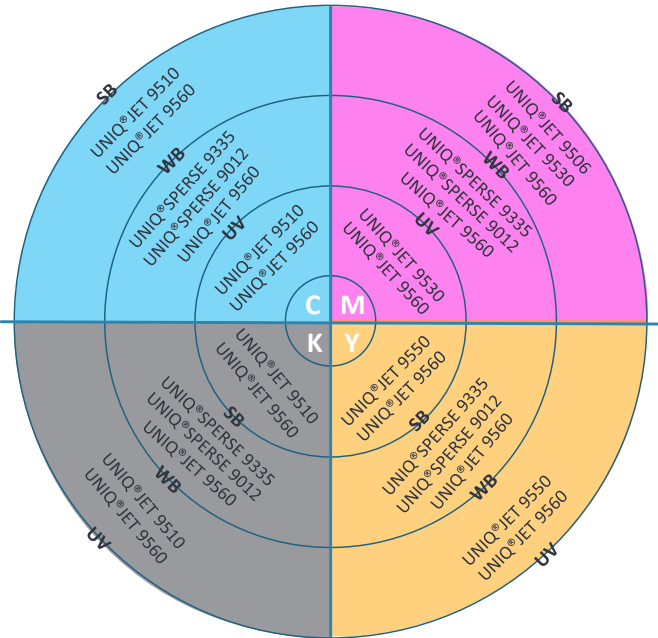 SB
UNIQ®JET 9510
UNIQ®JET 9560
WB
UNIQ®SPERSE 9335
UNIQ®SPERSE 9012
UNIQ®JET 9560
UV
UNIQ®JET 9510
UNIQ®JET 9560
C
SB
UNIQ®JET 9506
UNIQ®JET 9530
UNIQ®JET 9560
WB
UNIQ®SPERSE 9335
UNIQ®SPERSE 9012
UNIQ®JET 9560
UV
UNIQ®JET 9530
UNIQ®JET 9560
M
K
UNIQ®JET 9510
UNIQ®JET 9560
SB
UNIQ®SPERSE 9335
UNIQ®SPERSE 9012
UNIQ®JET 9560
WB
UNIQ®JET 9510
UNIQ®JET 9560
UV
Y
UNIQ®JET 9550
UNIQ®JET 9560
SB
UNIQ®SPERSE 9335
UNIQ®SPERSE 9012
UNIQ®JET 9560
WB
UNIQ®JET 9550
UNIQ®JET 9560
UV